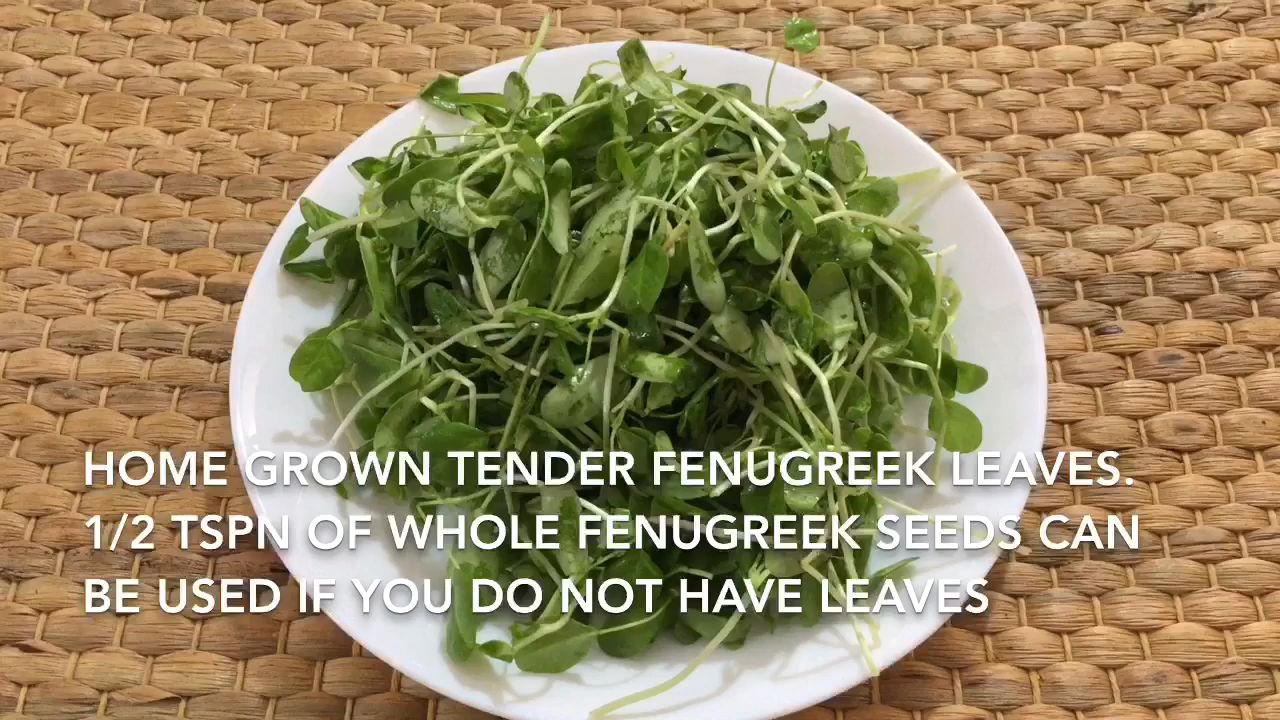 HOME GROWN TENDER FENUGREEK LEAVES.
1/2 TSPN OF WHOLE FENUGREEK SEEDS CAN
BE USED IF YOU DO NOT HAVE LEAVES